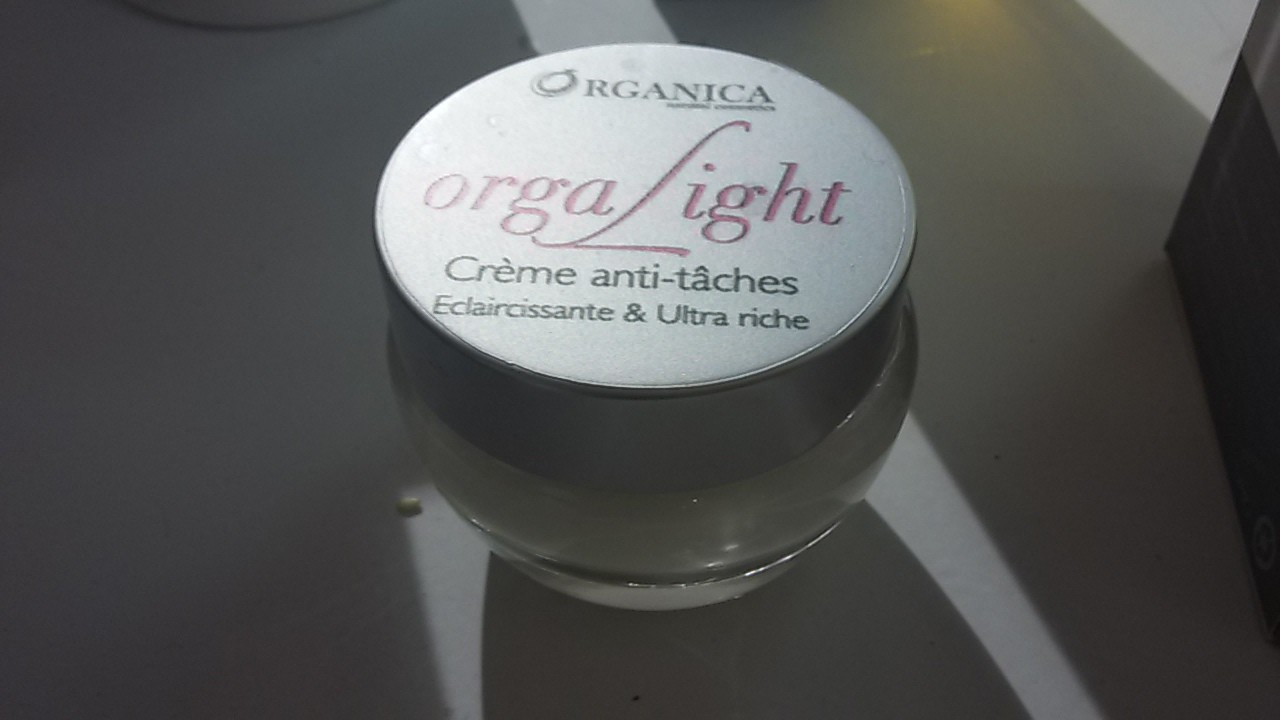 ORGANICA
orgaLight
Crème anti-tâches
Eclaircissante & Ultra riche